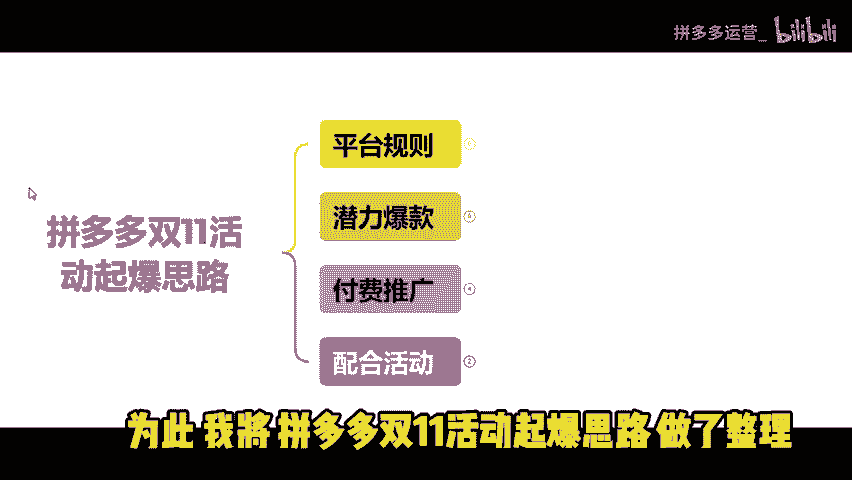 拼多多运营_ bilibili
拼多多双11活
动起爆思路
平台规则
潜力爆款
付费推广
配合活动
为此 我將 拼多多双11活动起爆思路 做了整理